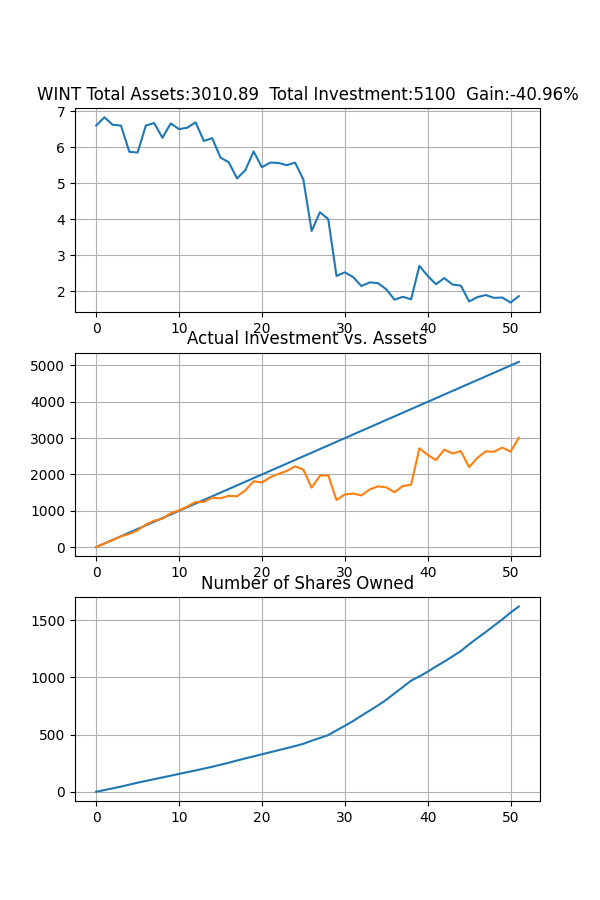 WINT Total Assets:3010.89  Total Investment:5100  Gain:-40.96%
7
6
5
4
3
2
0 10 20 30 40 50
Actual Investment vs. Assets
5000
4000
3000
2000
1000
0
0 10 20 30 40 50
Number of Shares Owned
1500
1000
500
0
0 10 20 30 40 50